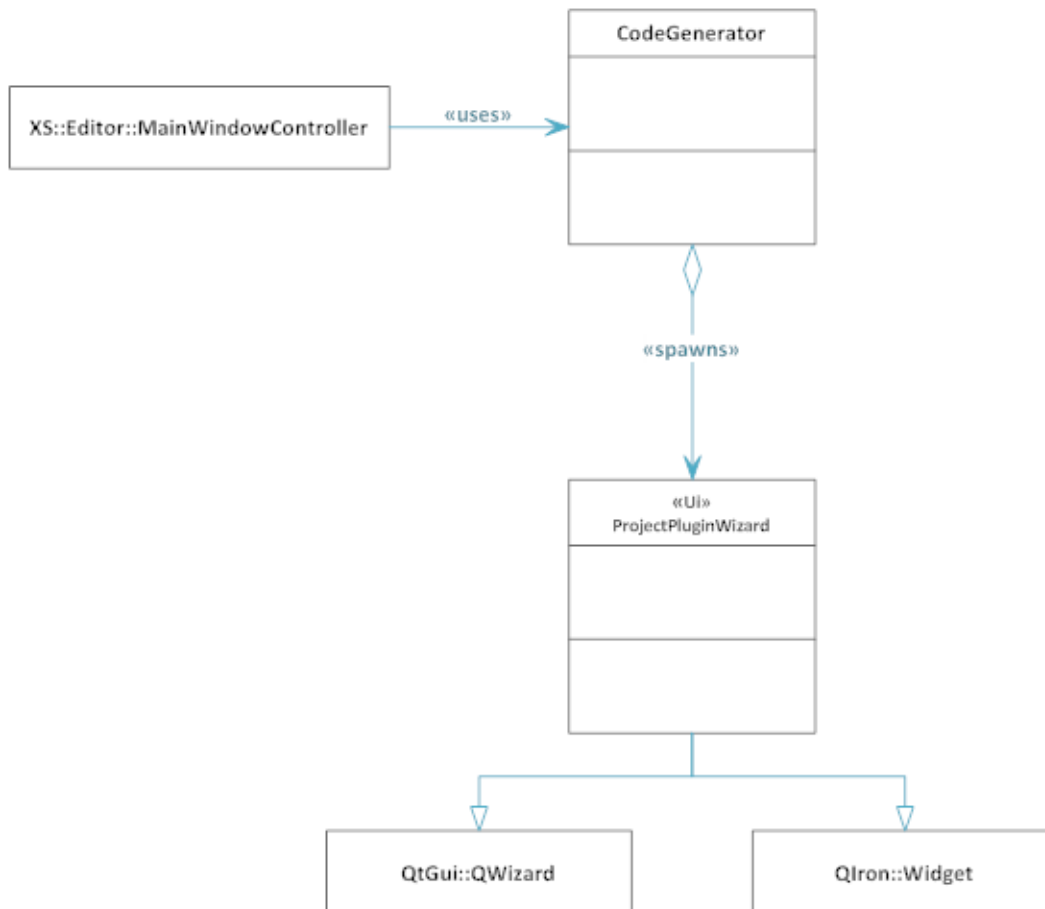 CodeGenerator
XS::Editor::MainWindowController
«uses»
«spawns»
«Ui»
ProjectPluginWizard
QtGui::QWizard
QIron::Widget